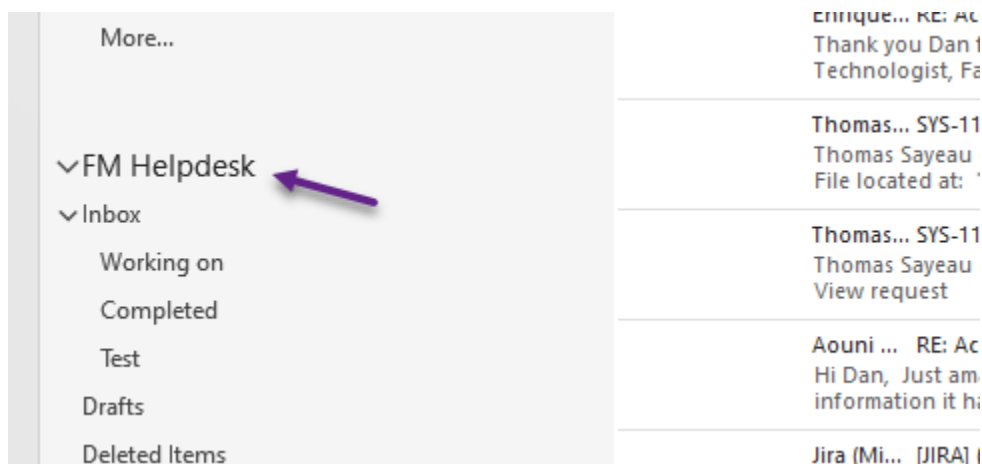 More...
FM Helpdesk
Inbox
Working on
Completed
Test
Drafts
Deleted Items
Enrique... RE: Ac
Thank you Dan
Technologist, Fa
Thomas... SYS-11
Thomas Sayeau
File located at:
Thomas... SYS-11
Thomas Sayeau
View request
Aouni ... RE: Ac
Hi Dan, Just am
information it ha
Jira (Mi... [JIRA] (